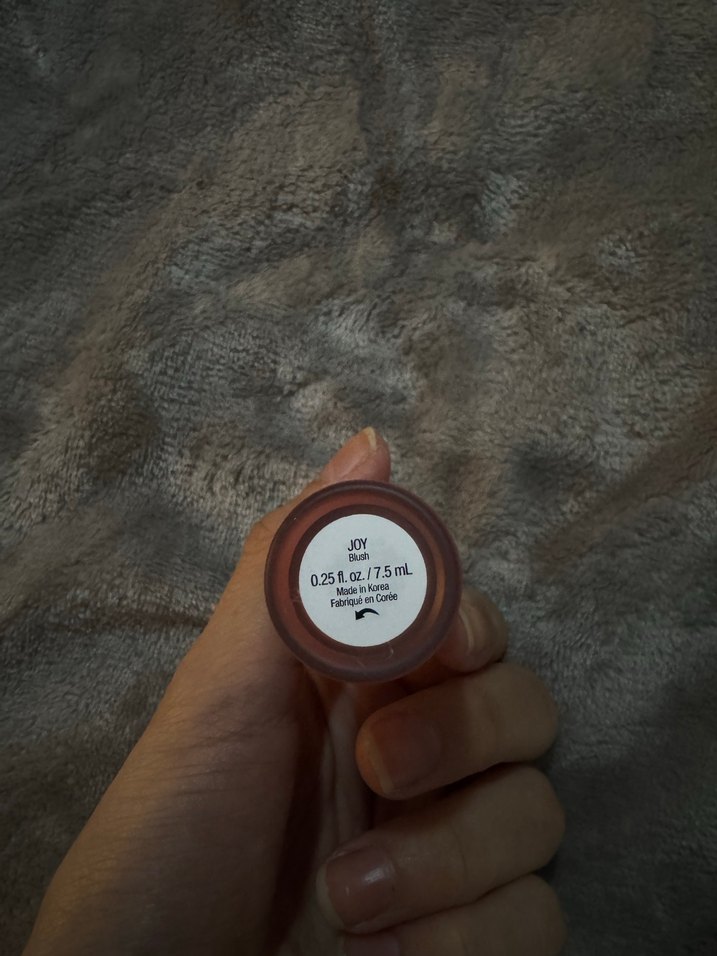 JOY
Blush
0.25 fl. oz. / 7.5 mL
Made in Korea
Fabriqué en Corée